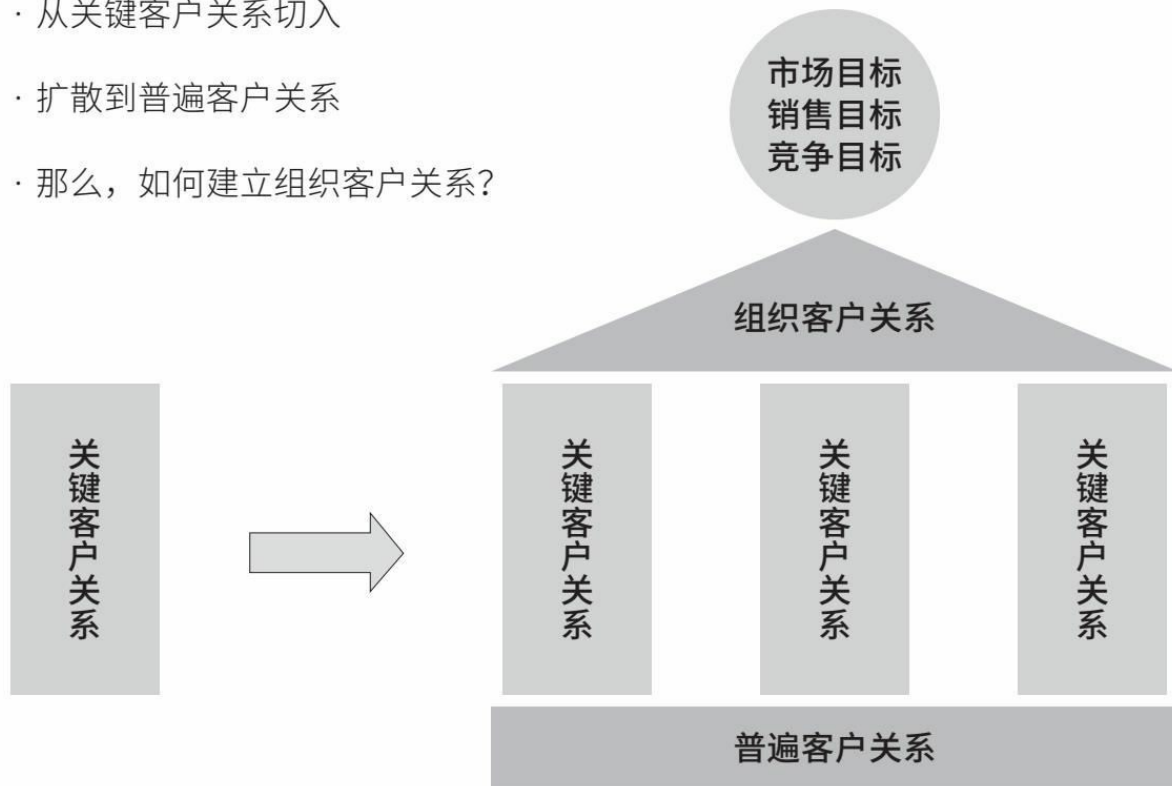 · 从关键客户关系切入
· 扩散到普遍客户关系
· 那么，如何建立组织客户关系？
市场目标
销售目标
竞争目标
组织客户关系
关键客户关系
关键客户关系
关键客户关系
关键客户关系
普遍客户关系